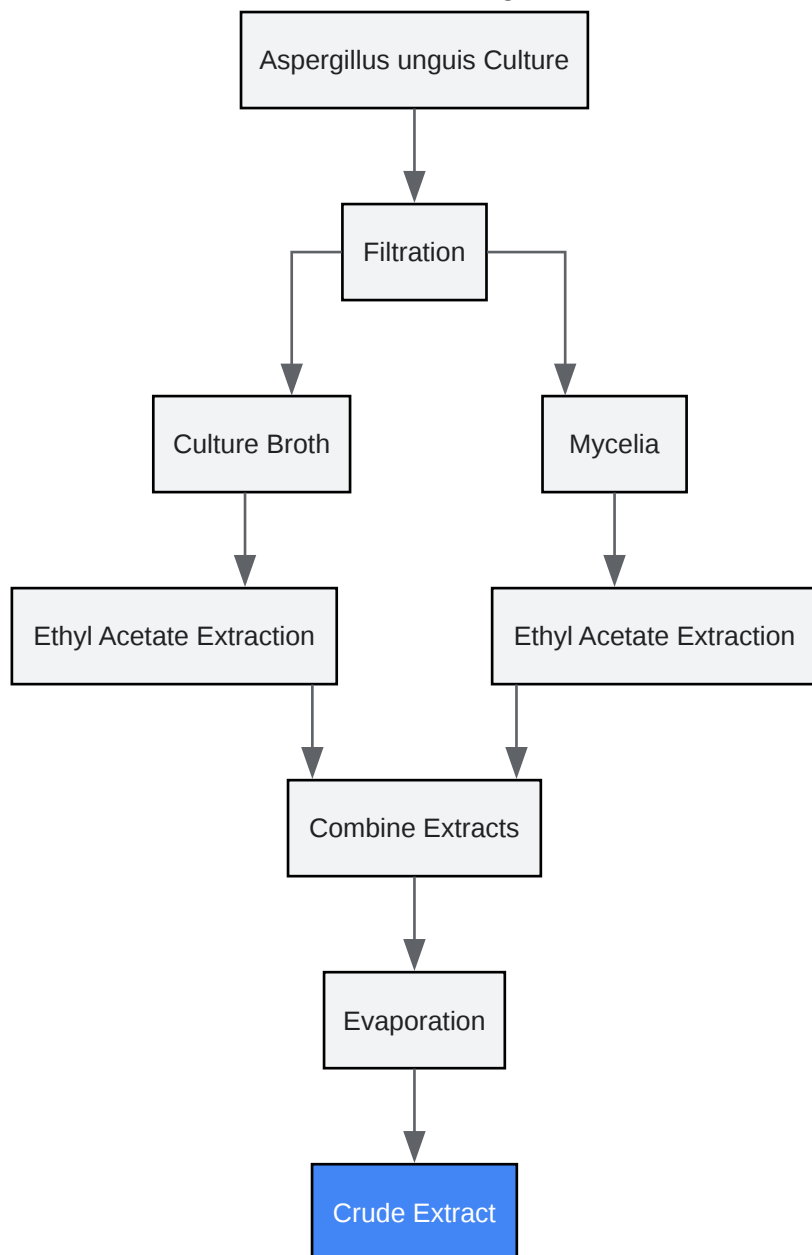 Aspergillus unguis Culture
Filtration
Culture Broth
Mycelia
Ethyl Acetate Extraction
Ethyl Acetate Extraction
Combine Extracts
Evaporation
Crude Extract